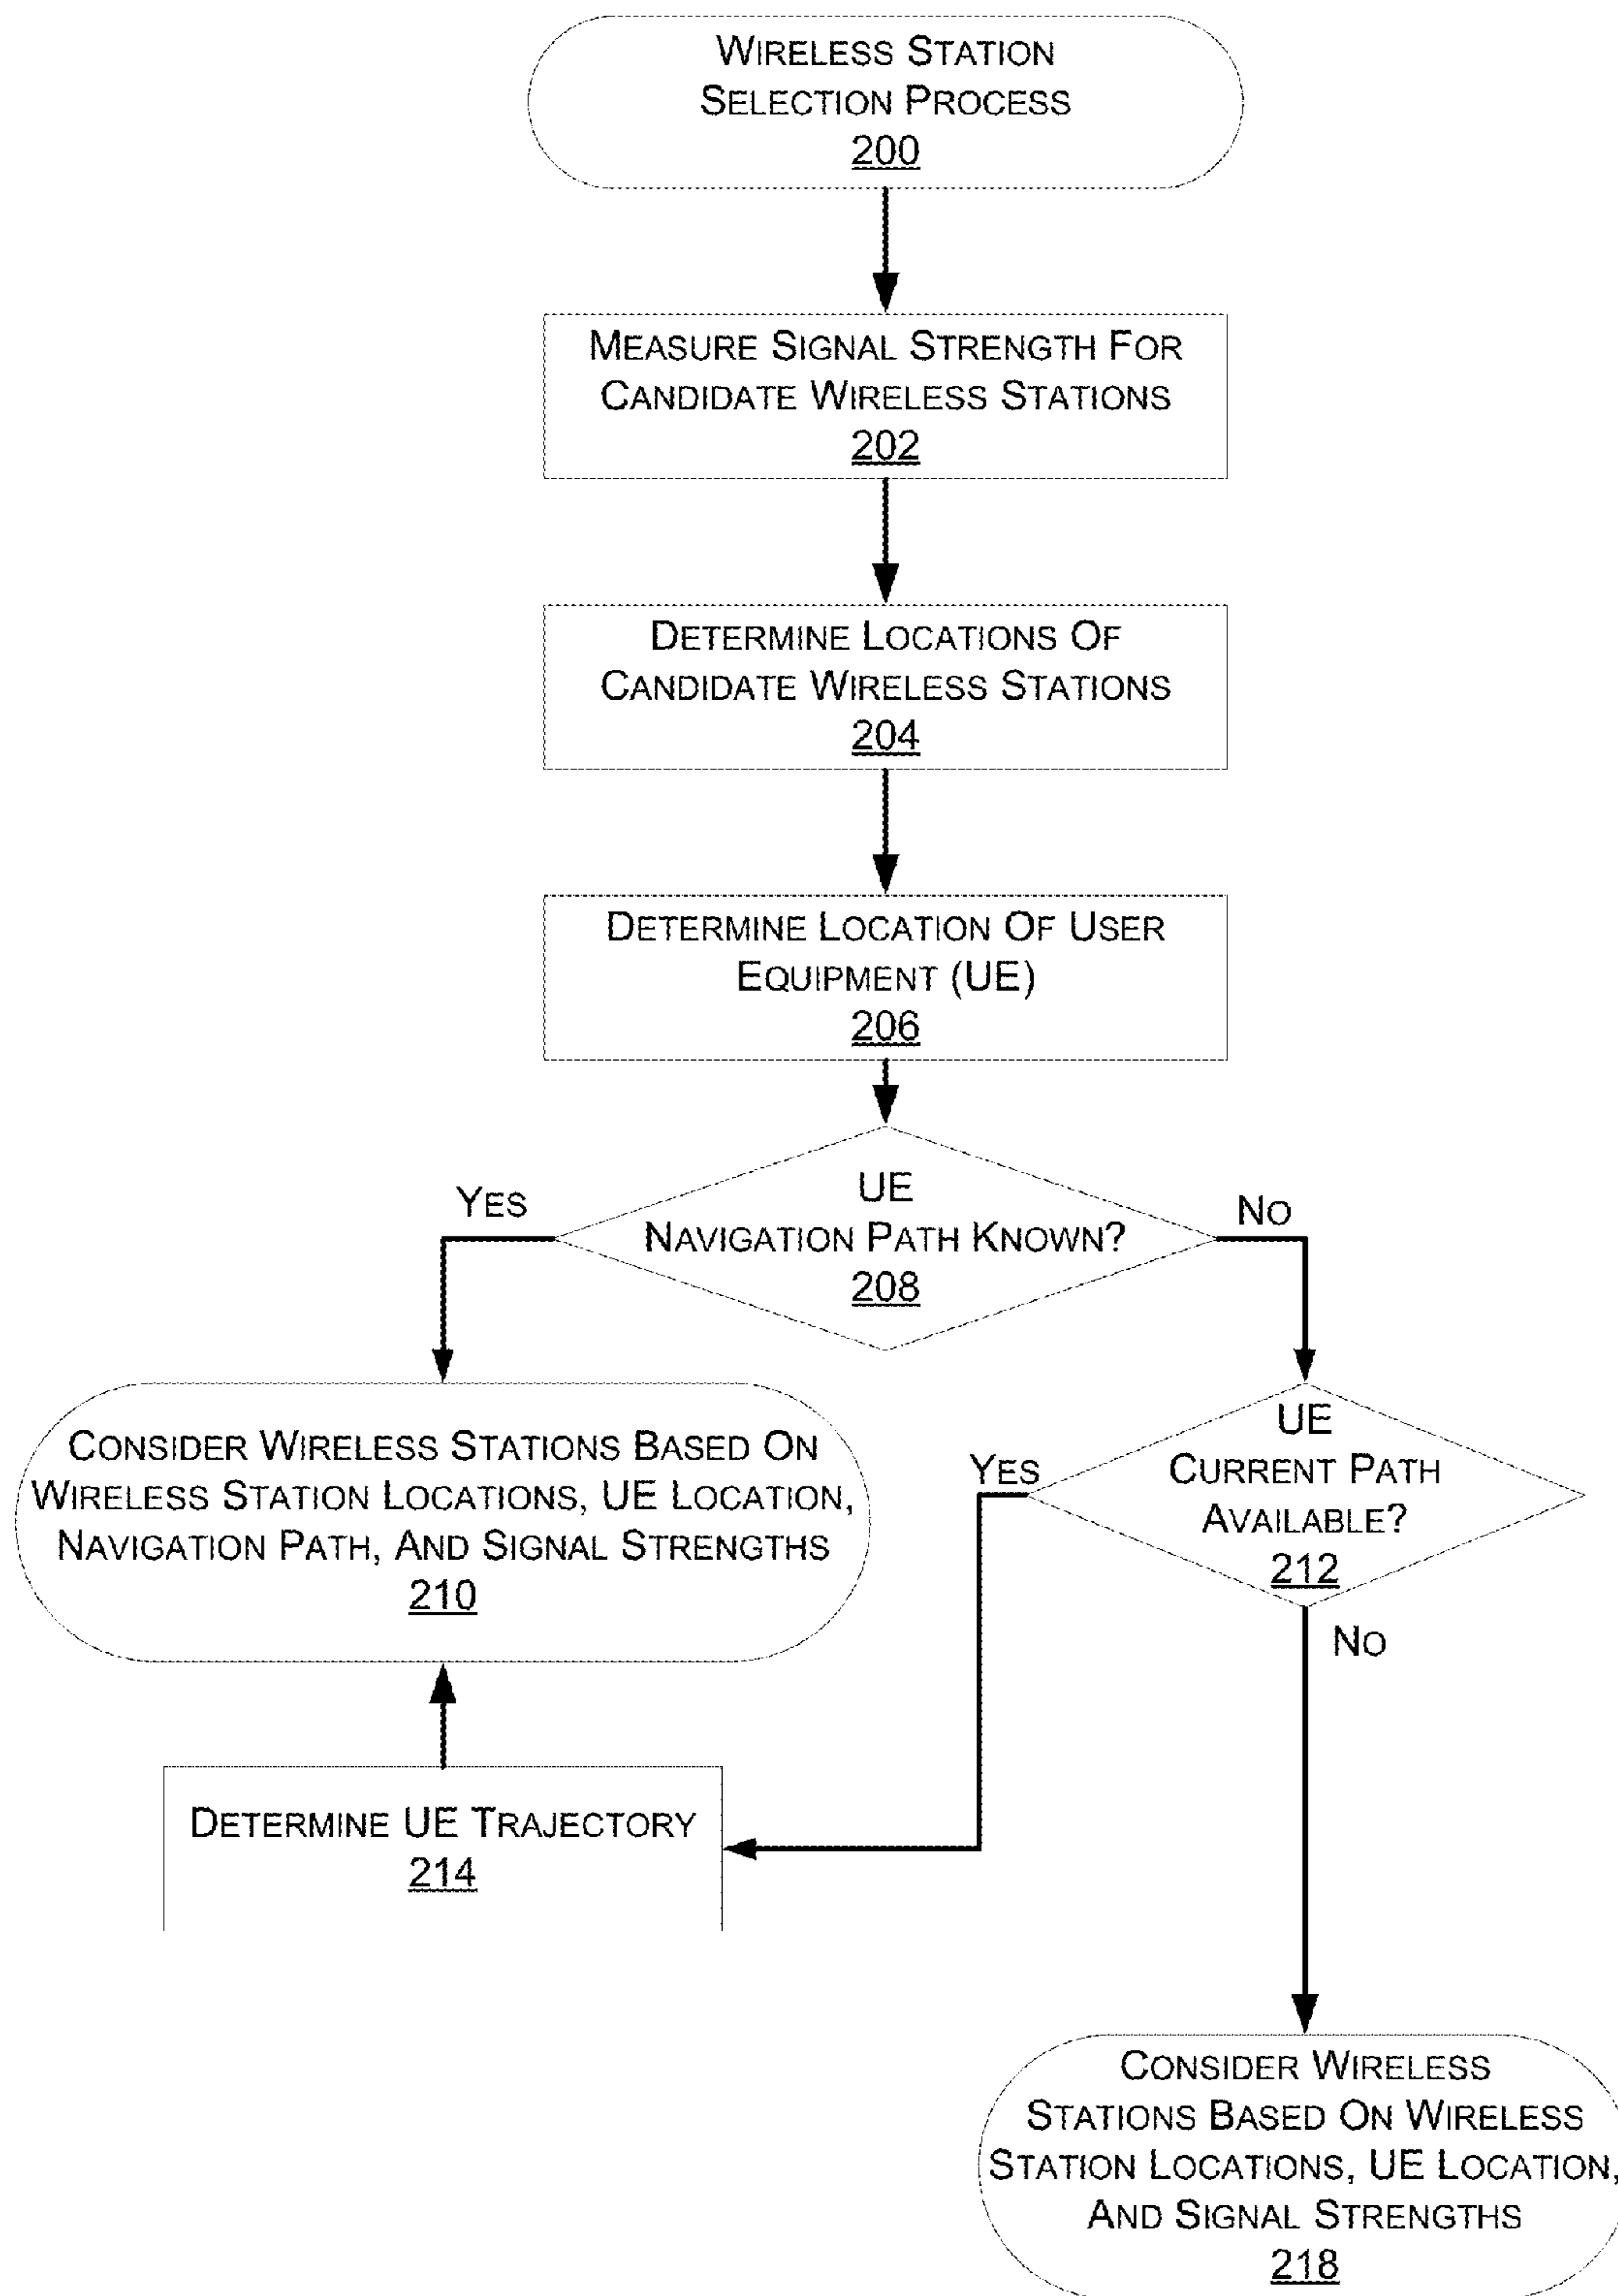 WIRELESS STATION
SELECTION PROCESS
200
MEASURE SIGNAL STRENGTH FOR
CANDIDATE WIRELESS STATIONS
202
DETERMINE LOCATIONS OF
CANDIDATE WIRELESS STATIONS
204
DETERMINE LOCATION OF USER
EQUIPMENT (UE)
206
UE
NAVIGATION PATH KNOWN?
208
YES
NO
CONSIDER WIRELESS STATIONS BASED ON
WIRELESS STATION LOCATIONS, UE LOCATION,
NAVIGATION PATH, AND SIGNAL STRENGTHS
210
UE
CURRENT PATH
AVAILABLE?
212
YES
NO
DETERMINE UE TRAJECTORY
214
CONSIDER WIRELESS
STATIONS BASED ON WIRELESS
STATION LOCATIONS, UE LOCATION,
AND SIGNAL STRENGTHS
218